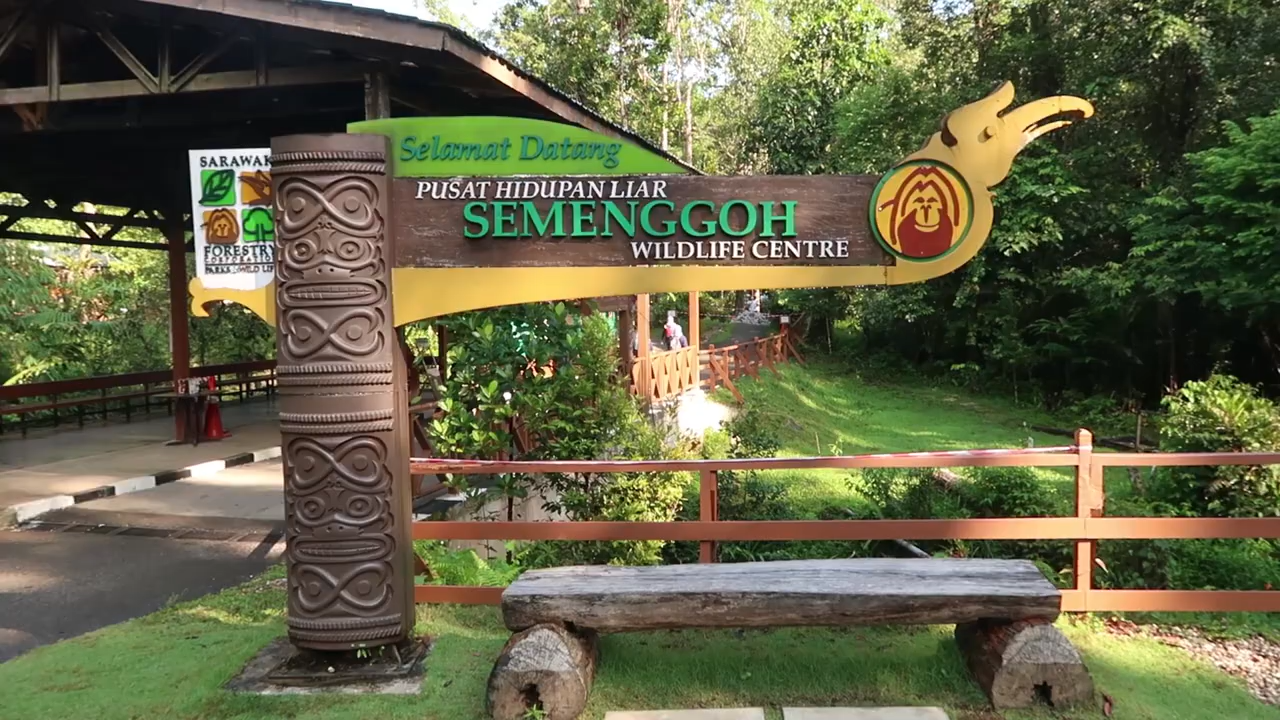 SARAWAK
FORESTRY
Selamat Datang
PUSAT HIDUPAN LIAR
SEMENGGOH
WILDLIFE CENTRE